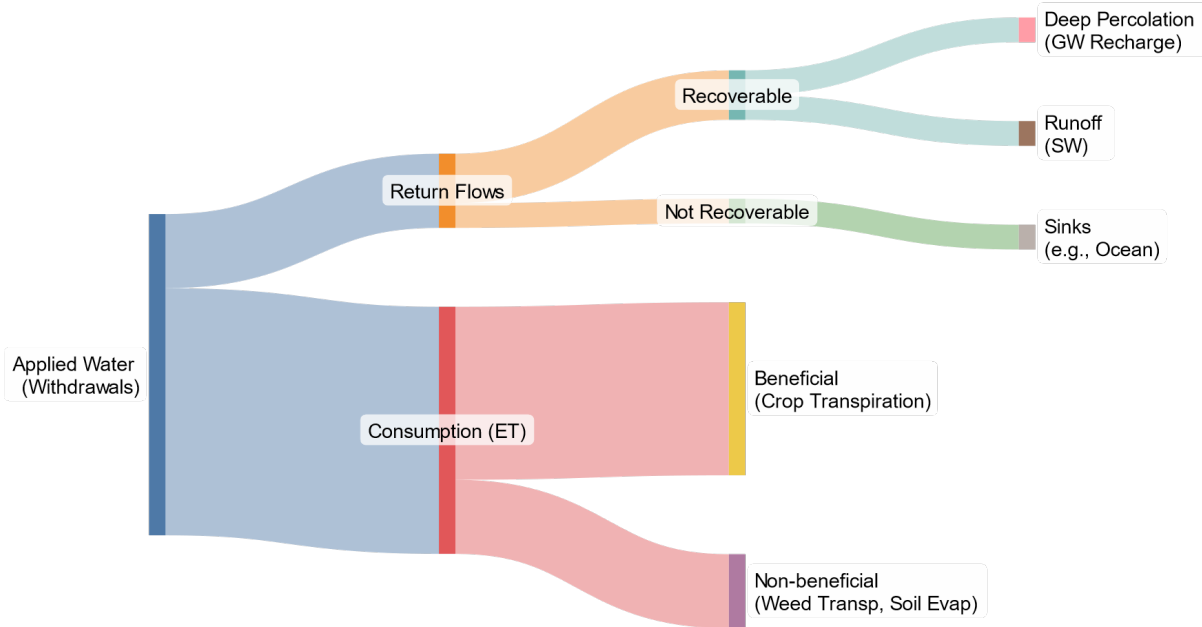 Applied Water
(Withdrawals)
Return Flows
Consumption (ET)
Recoverable
Not Recoverable
Beneficial
(Crop Transpiration)
Non-beneficial
(Weed Transp, Soil Evap)
Deep Percolation
(GW Recharge)
Runoff
(SW)
Sinks
(e.g., Ocean)